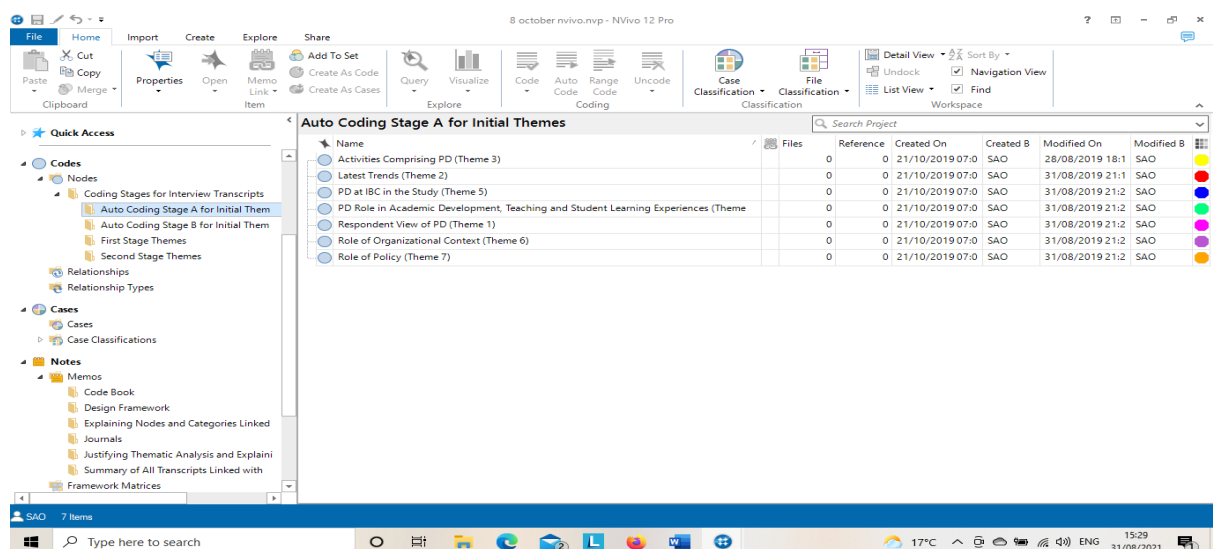 8 october nvivo.nvp - NVivo 12 Pro
File Home Import Create Explore Share
Paste
Cut
Copy
Merge
Clipboard
Properties
Open
Memo Link
Item
Add To Set
Create As Code
Create As Cases
Query
Visualize
Explore
Code
Auto Code
Range Code
Uncode
Coding
Case Classification
File Classification
Classification
Detail View
Sort By
Undock
Navigation View
List View
Find
Workspace
Quick Access
Codes
Nodes
Coding Stages for Interview Transcripts
Auto Coding Stage A for Initial Them
Auto Coding Stage B for Initial Them
First Stage Themes
Second Stage Themes
Relationships
Relationship Types
Cases
Cases
Case Classifications
Notes
Memos
Code Book
Design Framework
Explaining Nodes and Categories Linked
Journals
Justifying Thematic Analysis and Explaini
Summary of All Transcripts Linked with
Framework Matrices
Auto Coding Stage A for Initial Themes
Search Project
Name Files Reference Created On Created B Modified On Modified B
Activities Comprising PD (Theme 3) 0 0 21/10/2019 07:0 SAO 28/08/2019 18:1 SAO
Latest Trends (Theme 2) 0 0 21/10/2019 07:0 SAO 31/08/2019 21:1 SAO
PD at IBC in the Study (Theme 5) 0 0 21/10/2019 07:0 SAO 31/08/2019 21:2 SAO
PD Role in Academic Development, Teaching and Student Learning Experiences (Theme 0 0 21/10/2019 07:0 SAO 31/08/2019 21:2 SAO
Respondent View of PD (Theme 1) 0 0 21/10/2019 07:0 SAO 31/08/2019 21:2 SAO
Role of Organizational Context (Theme 6) 0 0 21/10/2019 07:0 SAO 31/08/2019 21:2 SAO
Role of Policy (Theme 7) 0 0 21/10/2019 07:0 SAO 31/08/2019 21:2 SAO
SAO 7 Items
Type here to search
17°C
ENG
15:29
31/08/2021